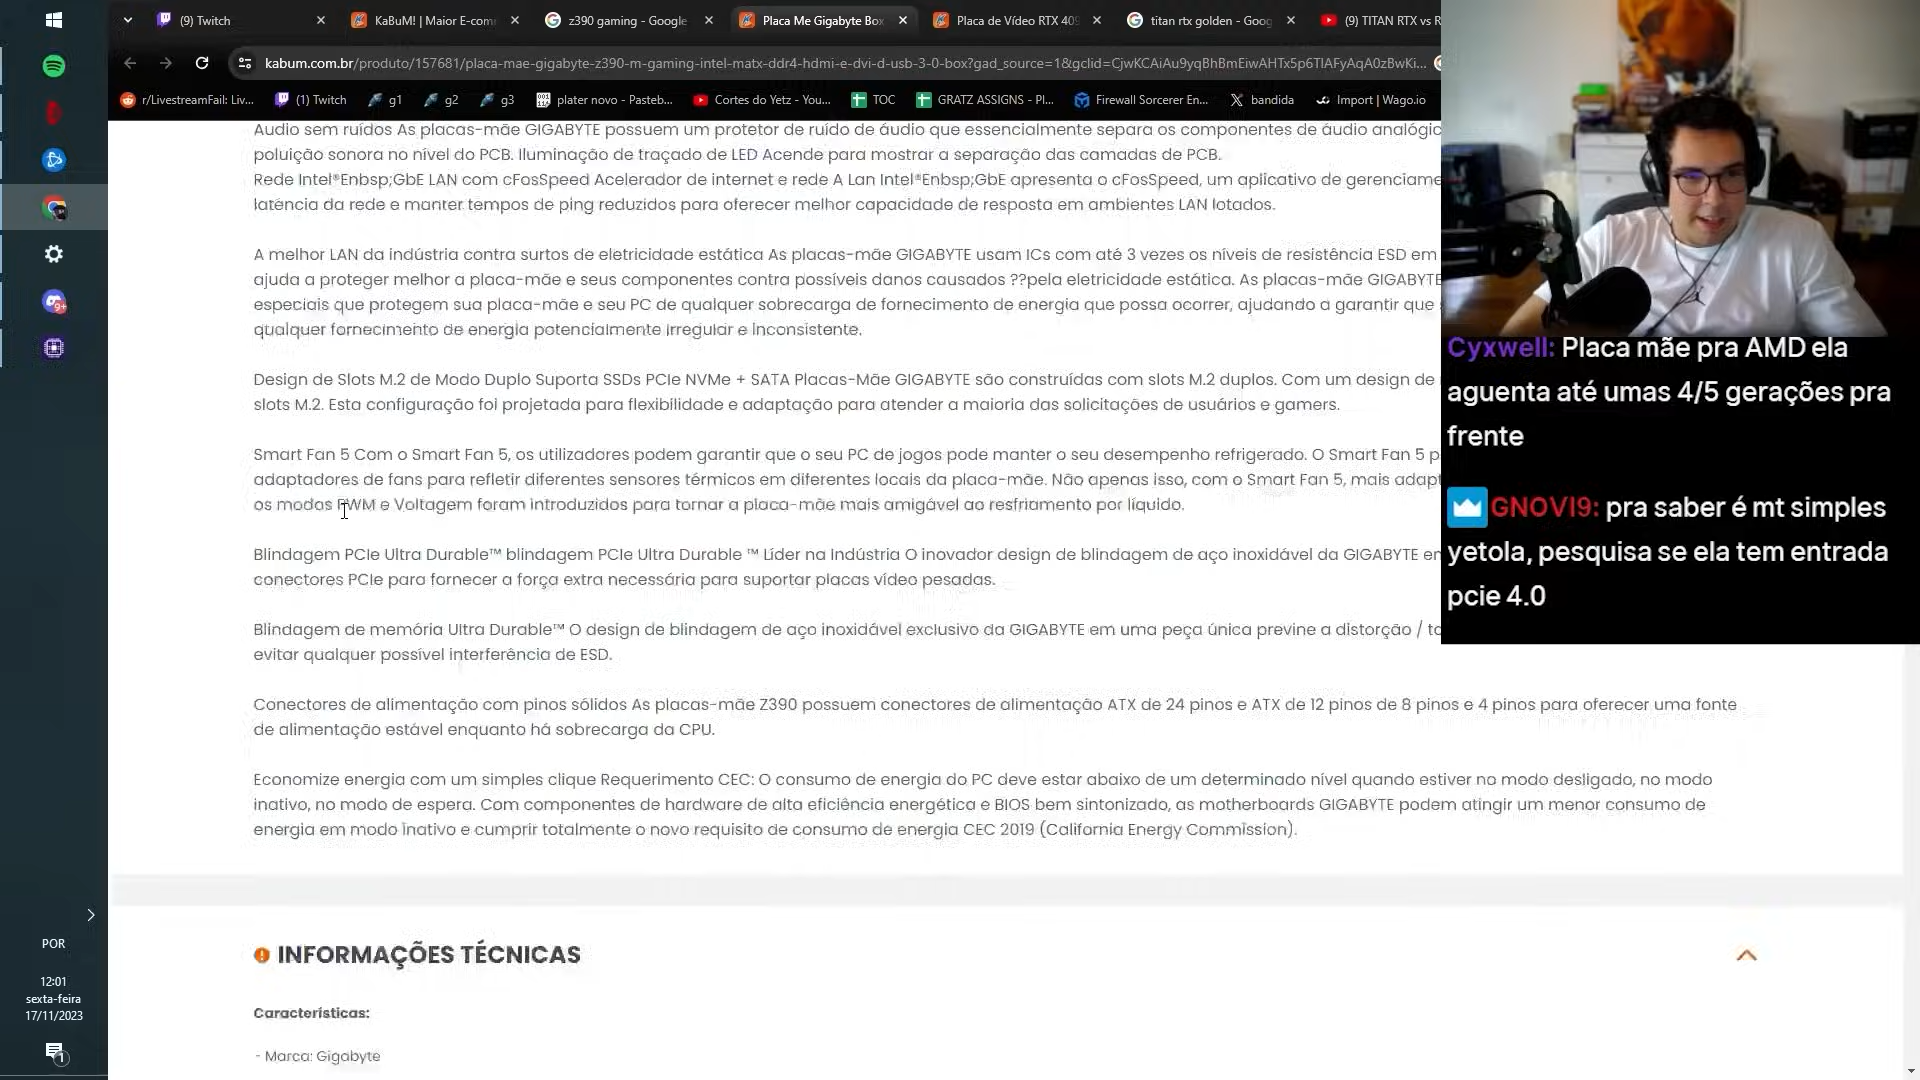 (9) Twitch
KaBuM! | Maior E-com
z390 gaming - Google
Placa Me Gigabyte Box
Placa de Vídeo RTX 409
titan rtx golden - Goog
(9) TITAN RTX vs R
kabum.com.br/produto/157681/placa-mae-gigabyte-z390-m-gaming-intel-matx-ddr4-hdmi-e-dvi-d-usb-3-0-box?gad_source=1&gclid=CjwKCAiAu9yqBhBmEiwAHTx5p6TIAFyAqA0zBwKi...
r/LivestreamFail: Liv...
(1) Twitch
g1
g2
g3
plater novo - Pasteb...
Cortes do Yetz - You...
TOC
GRATZ ASSIGNS - Pl...
Firewall Sorcerer En...
bandida
Import | Wago.io
Áudio sem ruídos As placas-mãe GIGABYTE possuem um protetor de ruído de áudio que essencialmente separa os componentes de áudio analógic
poluição sonora no nível do PCB. Iluminação de traçado de LED Acende para mostrar a separação das camadas de PCB.
Rede Intel®Enbsp;GbE LAN com cFosSpeed Acelerador de internet e rede A Lan Intel®Enbsp;GbE apresenta o cFosSpeed, um aplicativo de gerenciame
latência da rede e manter tempos de ping reduzidos para oferecer melhor capacidade de resposta em ambientes LAN lotados.
A melhor LAN da indústria contra surtos de eletricidade estática As placas-mãe GIGABYTE usam ICs com até 3 vezes os níveis de resistência ESD em
ajuda a proteger melhor a placa-mãe e seus componentes contra possíveis danos causados ??pela eletricidade estática. As placas-mãe GIGABYTE
especiais que protegem sua placa-mãe e seu PC de qualquer sobrecarga de fornecimento de energia que possa ocorrer, ajudando a garantir que s
qualquer fornecimento de energia potencialmente irregular e inconsistente.
Design de Slots M.2 de Modo Duplo Suporta SSDs PCIe NVMe + SATA Placas-Mãe GIGABYTE são construídas com slots M.2 duplos. Com um design de
slots M.2. Esta configuração foi projetada para flexibilidade e adaptação para atender a maioria das solicitações de usuários e gamers.
Smart Fan 5 Com o Smart Fan 5, os utilizadores podem garantir que o seu PC de jogos pode manter o seu desempenho refrigerado. O Smart Fan 5 p
adaptadores de fans para refletir diferentes sensores térmicos em diferentes locais da placa-mãe. Não apenas isso, com o Smart Fan 5, mais adapt
os modos PWM e Voltagem foram introduzidos para tornar a placa-mãe mais amigável ao resfriamento por líquido.
Blindagem PCIe Ultra Durable™ blindagem PCIe Ultra Durable ™ Líder na Indústria O inovador design de blindagem de aço inoxidável da GIGABYTE em
conectores PCIe para fornecer a força extra necessária para suportar placas vídeo pesadas.
Blindagem de memória Ultra Durable™ O design de blindagem de aço inoxidável exclusivo da GIGABYTE em uma peça única previne a distorção / to
evitar qualquer possível interferência de ESD.
Conectores de alimentação com pinos sólidos As placas-mãe Z390 possuem conectores de alimentação ATX de 24 pinos e ATX de 12 pinos de 8 pinos e 4 pinos para oferecer uma fonte
de alimentação estável enquanto há sobrecarga da CPU.
Economize energia com um simples clique Requerimento CEC: O consumo de energia do PC deve estar abaixo de um determinado nível quando estiver no modo desligado, no modo
inativo, no modo de espera. Com componentes de hardware de alta eficiência energética e BIOS bem sintonizado, as motherboards GIGABYTE podem atingir um menor consumo de
energia em modo inativo e cumprir totalmente o novo requisito de consumo de energia CEC 2019 (California Energy Commission).
INFORMAÇÕES TÉCNICAS
Características:
- Marca: Gigabyte
Cyxwell: Placa mãe pra AMD ela
aguenta até umas 4/5 gerações pra
frente
GNOVI9: pra saber é mt simples
yetola, pesquisa se ela tem entrada
pcie 4.0
9+
POR
12:01
sexta-feira
17/11/2023
1